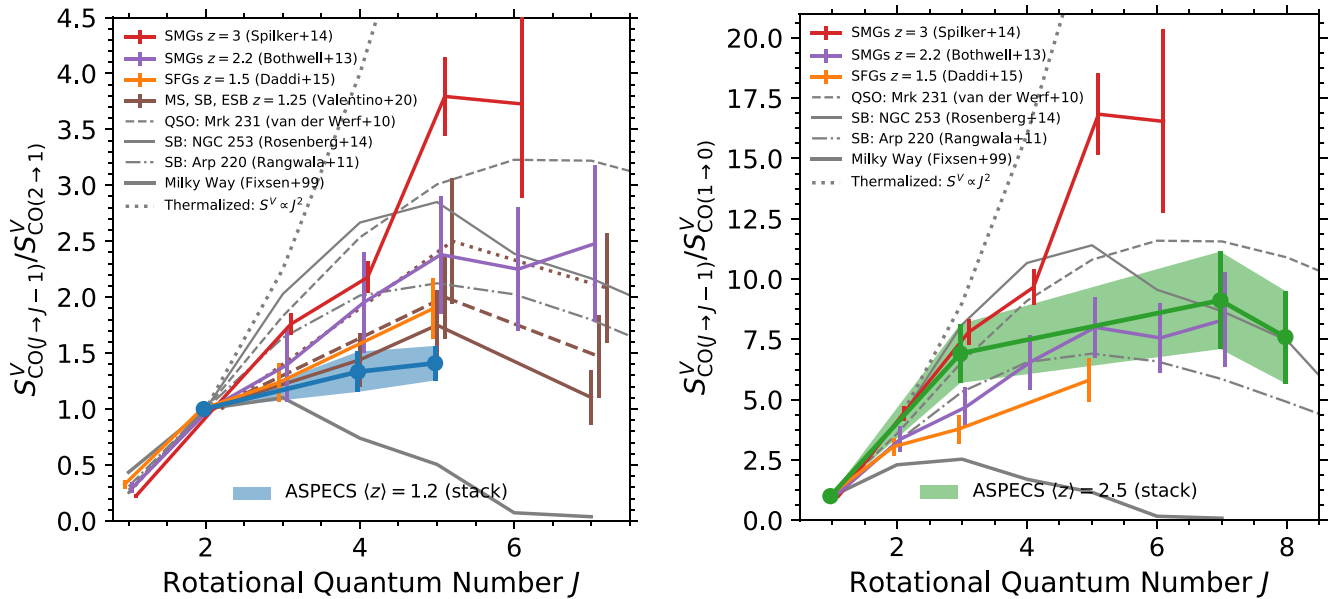 4.5
4.0
3.5
3.0
2.5
2.0
1.5
1.0
0.5
0.0
2
4
6
S^V_CO(J → J − 1)/S^V_CO(2 → 1)
Rotational Quantum Number J
SMGs z = 3 (Spilker+14)
SMGs z = 2.2 (Bothwell+13)
SFGs z = 1.5 (Daddi+15)
MS, SB, ESB z = 1.25 (Valentino+20)
QSO: Mrk 231 (van der Werf+10)
SB: NGC 253 (Rosenberg+14)
SB: Arp 220 (Rangwala+11)
Milky Way (Fixsen+99)
Thermalized: S^V ∝ J^2
ASPECS ⟨z⟩ = 1.2 (stack)
20.0
17.5
15.0
12.5
10.0
7.5
5.0
2.5
0.0
2
4
6
8
S^V_CO(J → J − 1)/S^V_CO(1 → 0)
Rotational Quantum Number J
SMGs z = 3 (Spilker+14)
SMGs z = 2.2 (Bothwell+13)
SFGs z = 1.5 (Daddi+15)
QSO: Mrk 231 (van der Werf+10)
SB: NGC 253 (Rosenberg+14)
SB: Arp 220 (Rangwala+11)
Milky Way (Fixsen+99)
Thermalized: S^V ∝ J^2
ASPECS ⟨z⟩ = 2.5 (stack)